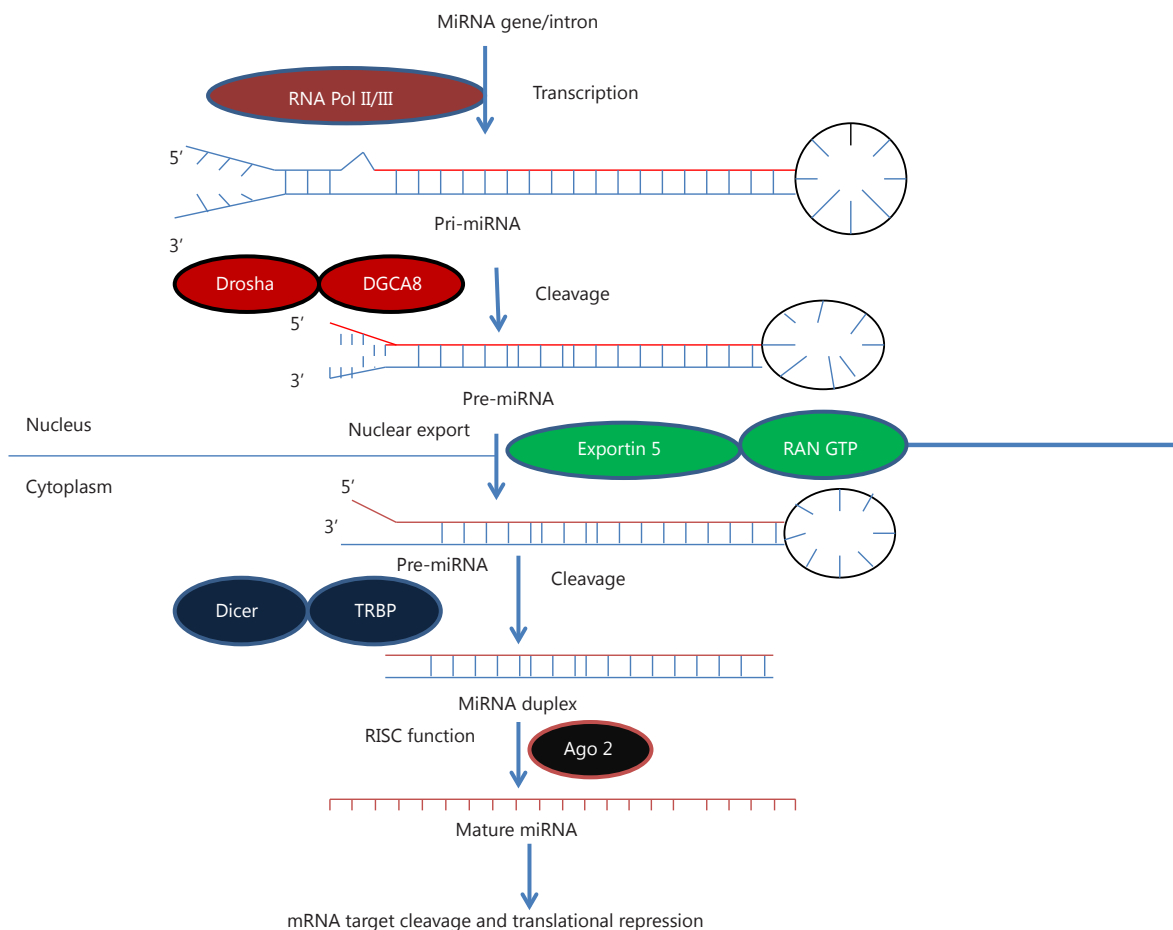 MiRNA gene/intron
RNA Pol II/III
Transcription
5’
Pri-miRNA
3’
Drosha
DGCA8
Cleavage
5’
3’
Pre-miRNA
Nucleus
Nuclear export
Exportin 5
RAN GTP
Cytoplasm
5’
3’
Pre-miRNA
Cleavage
Dicer
TRBP
MiRNA duplex
RISC function
Ago 2
Mature miRNA
mRNA target cleavage and translational repression